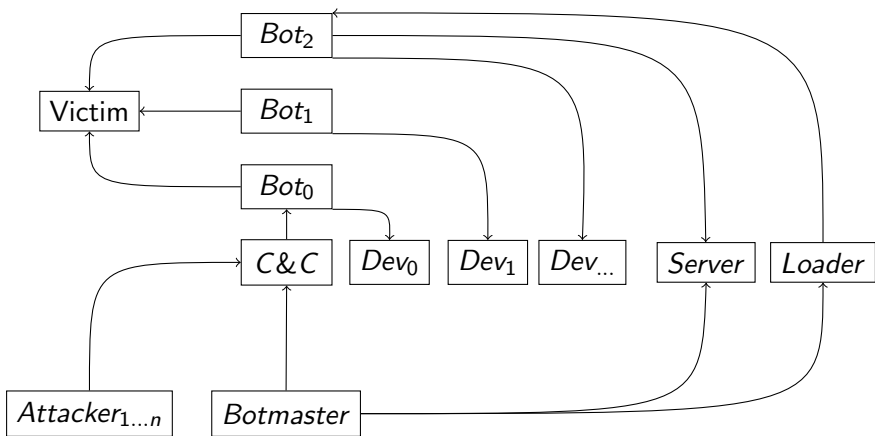 Bot₂
Victim
Bot₁
Bot₀
C&C Dev₀ Dev₁ Dev... Server Loader
Attacker₁...ₙ Botmaster